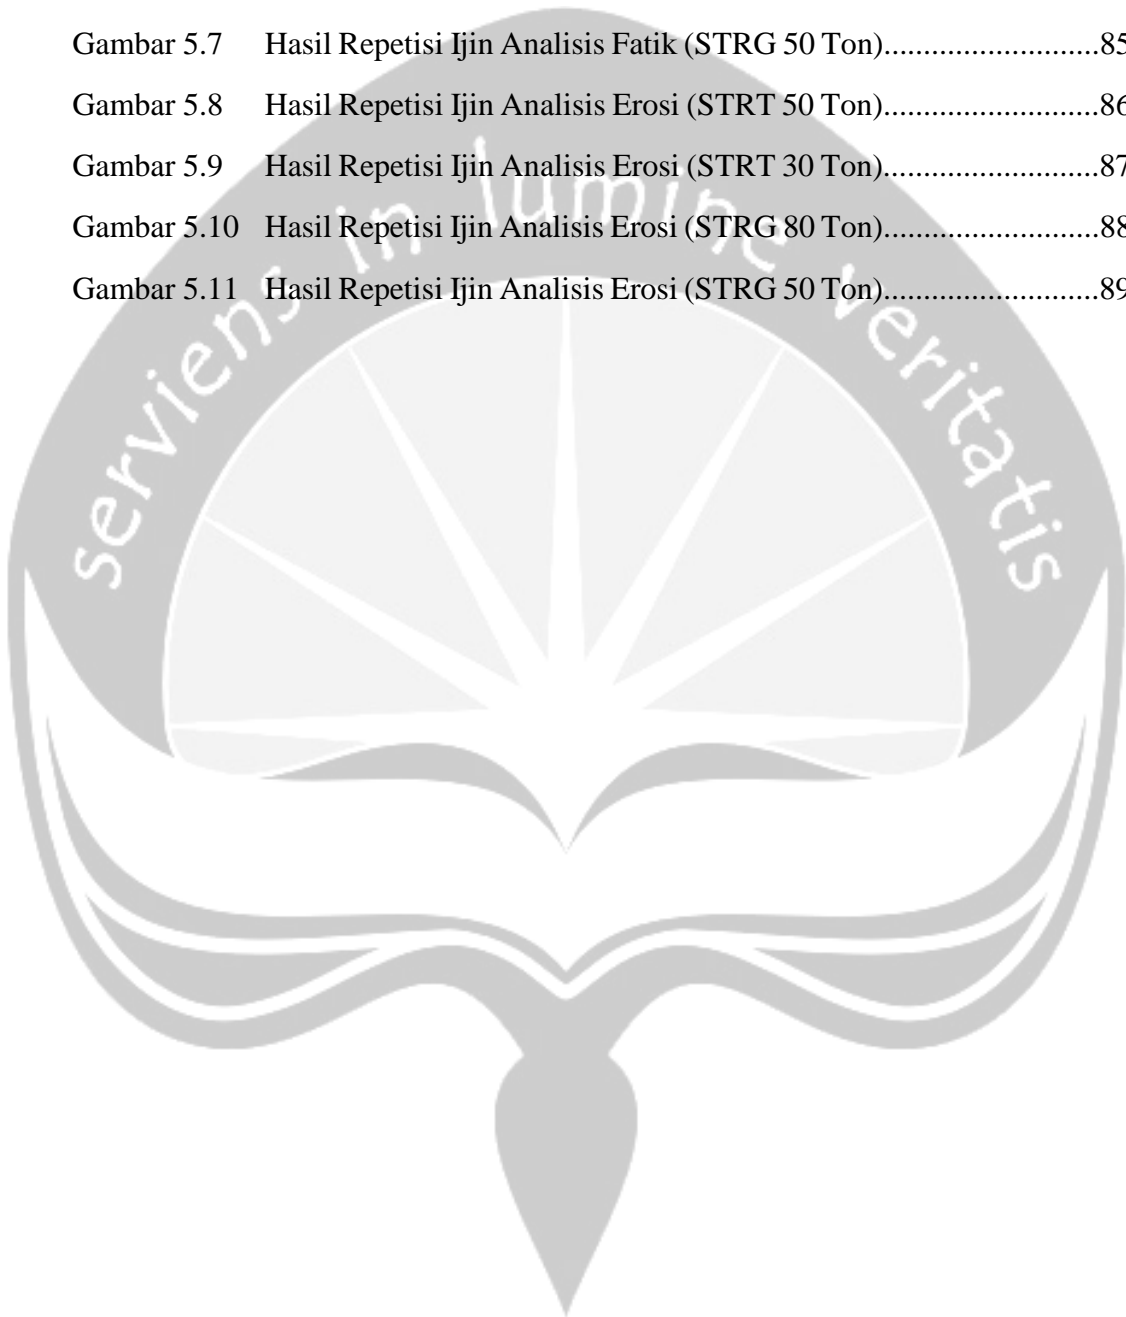 Gambar 5.7 Hasil Repetisi Ijin Analisis Fatik (STRG 50 Ton)............................85
Gambar 5.8 Hasil Repetisi Ijin Analisis Erosi (STRT 50 Ton)............................86
Gambar 5.9 Hasil Repetisi Ijin Analisis Erosi (STRT 30 Ton)............................87
Gambar 5.10 Hasil Repetisi Ijin Analisis Erosi (STRG 80 Ton)............................88
Gambar 5.11 Hasil Repetisi Ijin Analisis Erosi (STRG 50 Ton)............................89
serviens in lumine veritatis